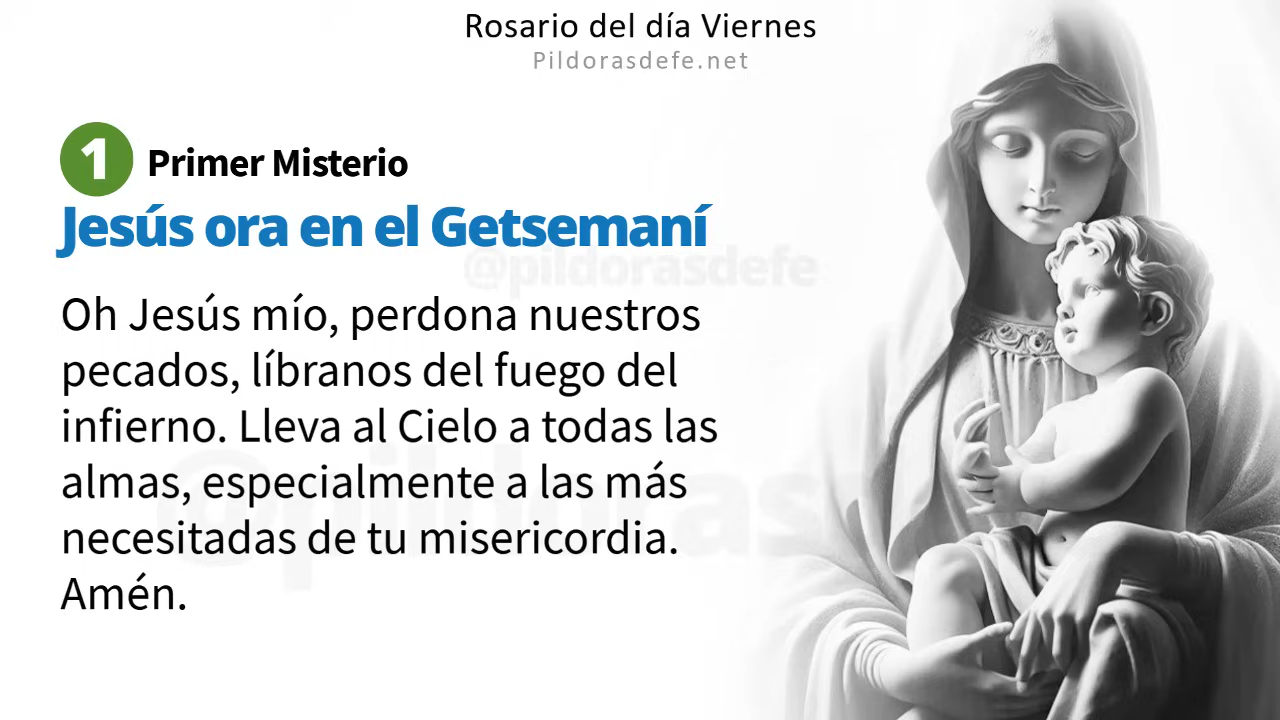 Rosario del día Viernes
Pildorasdefe.net
1 Primer Misterio
Jesús ora en el Getsemaní
@pildorasdefe
Oh Jesús mío, perdona nuestros
pecados, líbranos del fuego del
infierno. Lleva al Cielo a todas las
almas, especialmente a las más
necesitadas de tu misericordia.
Amén.